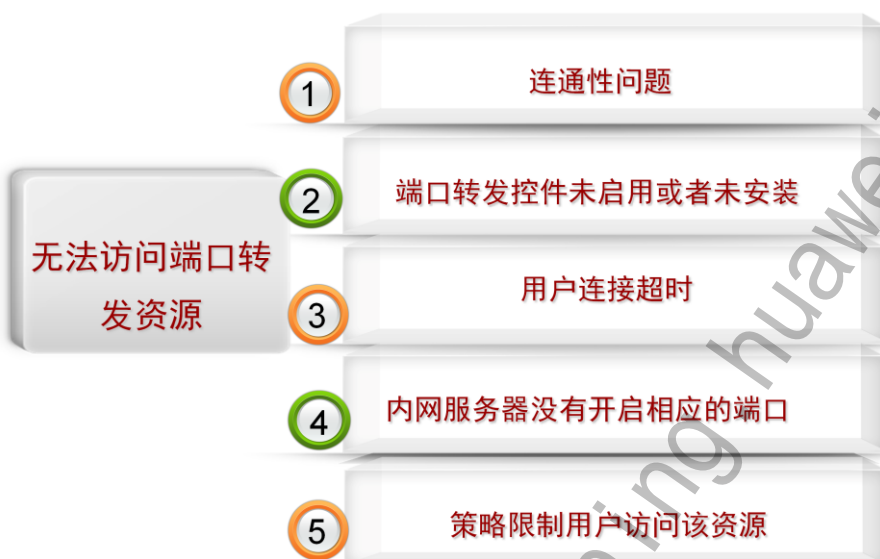 1
连通性问题
2
端口转发控件未启用或者未安装
无法访问端口转
发资源
3
用户连接超时
4
内网服务器没有开启相应的端口
5
策略限制用户访问该资源
ning.huawei